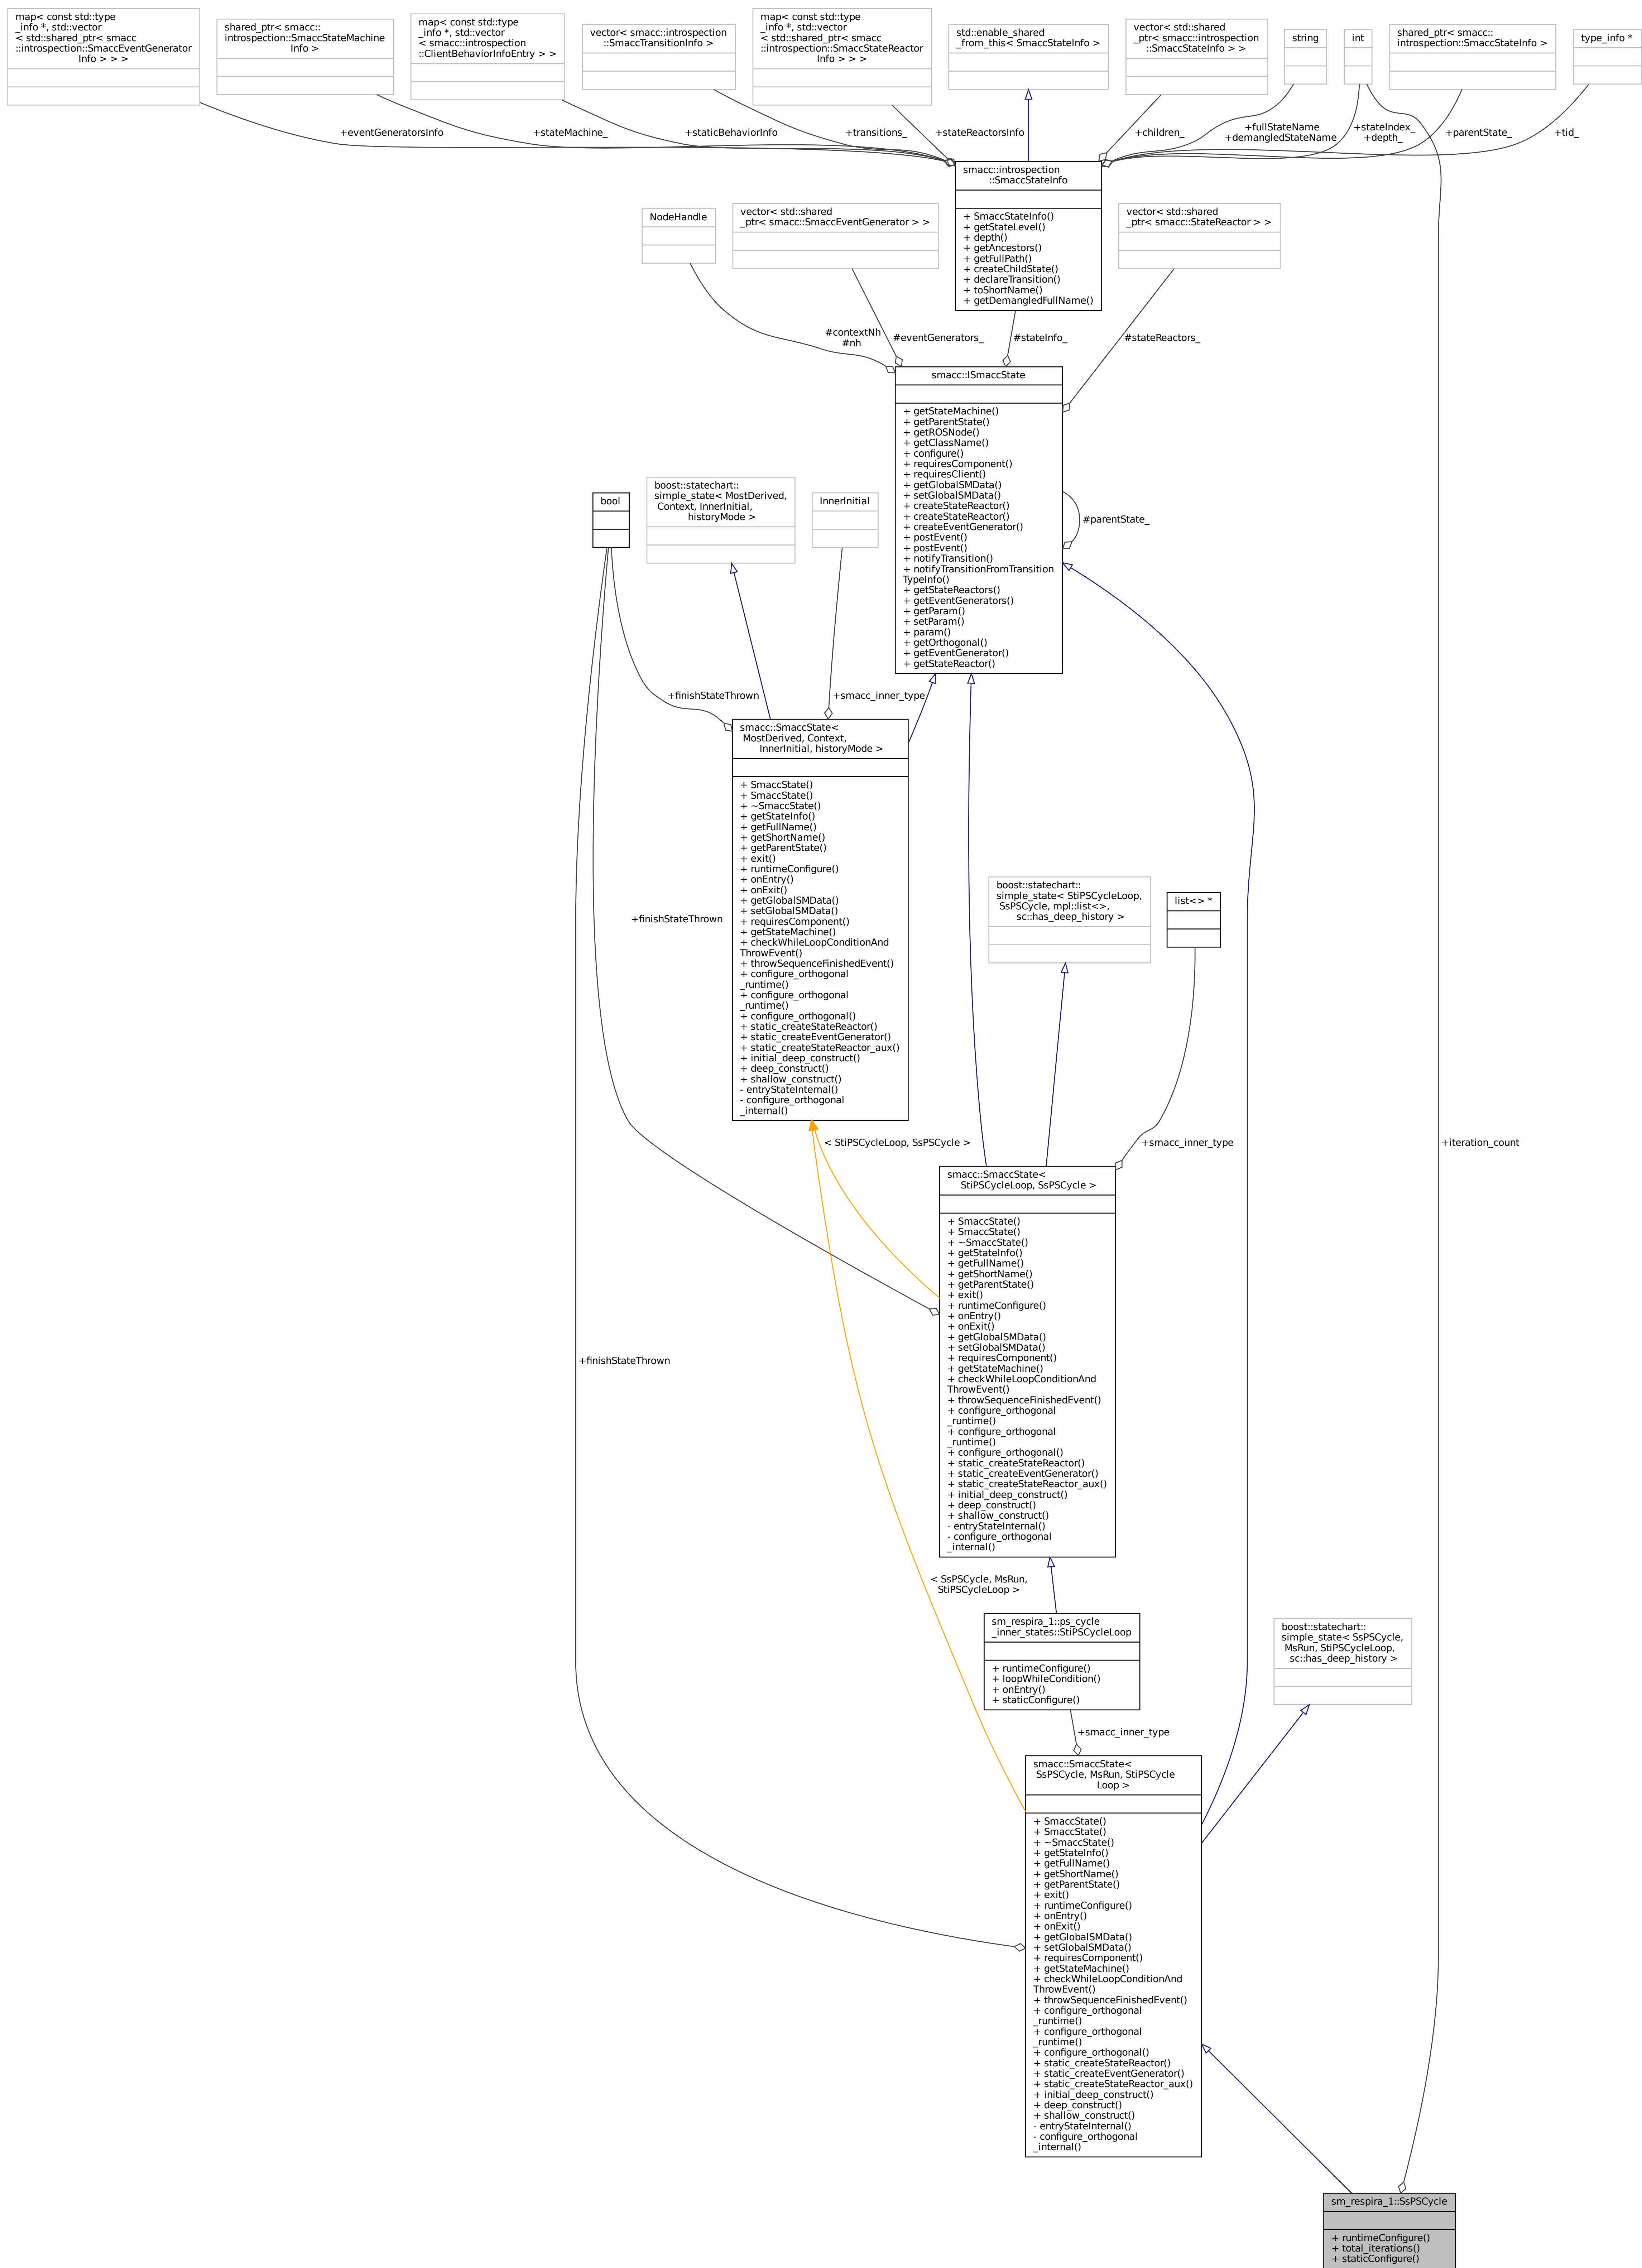 map< const std::type
_info *, std::vector
< std::shared_ptr< smacc
::introspection::SmaccEventGenerator
Info > > >
shared_ptr< smacc::
introspection::SmaccStateMachine
Info >
map< const std::type
_info *, std::vector
< smacc::introspection
::ClientBehaviorInfoEntry > >
vector< smacc::introspection
::SmaccTransitionInfo >
map< const std::type
_info *, std::vector
< std::shared_ptr< smacc
::introspection::SmaccStateReactor
Info > > >
std::enable_shared
_from_this< SmaccStateInfo >
vector< std::shared
_ptr< smacc::introspection
::SmaccStateInfo > >
string
int
shared_ptr< smacc::
introspection::SmaccStateInfo >
type_info *
+eventGeneratorsInfo
+stateMachine_
+staticBehaviorInfo
+transitions_
+stateReactorsInfo
+children_
+fullStateName
+demangledStateName
+stateIndex_
+depth_
+parentState_
+tid_
smacc::introspection
::SmaccStateInfo
+ SmaccStateInfo()
+ getStateLevel()
+ depth()
+ getAncestors()
+ getFullPath()
+ createChildState()
+ declareTransition()
+ toShortName()
+ getDemangledFullName()
NodeHandle
vector< std::shared
_ptr< smacc::SmaccEventGenerator > >
vector< std::shared
_ptr< smacc::StateReactor > >
#contextNh
#nh
#eventGenerators_
#stateInfo_
#stateReactors_
smacc::ISmaccState
+ getStateMachine()
+ getParentState()
+ getROSNode()
+ getClassName()
+ configure()
+ requiresComponent()
+ requiresClient()
+ getGlobalSMData()
+ setGlobalSMData()
+ createStateReactor()
+ createStateReactor()
+ createEventGenerator()
+ postEvent()
+ postEvent()
+ notifyTransition()
+ notifyTransitionFromTransition
TypeInfo()
+ getStateReactors()
+ getEventGenerators()
+ getParam()
+ setParam()
+ param()
+ getOrthogonal()
+ getEventGenerator()
+ getStateReactor()
#parentState_
bool
boost::statechart::
simple_state< MostDerived,
Context, InnerInitial,
historyMode >
InnerInitial
+finishStateThrown
+smacc_inner_type
smacc::SmaccState<
MostDerived, Context,
InnerInitial, historyMode >
+ SmaccState()
+ SmaccState()
+ ~SmaccState()
+ getStateInfo()
+ getFullName()
+ getShortName()
+ getParentState()
+ exit()
+ runtimeConfigure()
+ onEntry()
+ onExit()
+ getGlobalSMData()
+ setGlobalSMData()
+ requiresComponent()
+ getStateMachine()
+ checkWhileLoopConditionAnd
ThrowEvent()
+ throwSequenceFinishedEvent()
+ configure_orthogonal
_runtime()
+ configure_orthogonal
_runtime()
+ configure_orthogonal()
+ static_createStateReactor()
+ static_createEventGenerator()
+ static_createStateReactor_aux()
+ initial_deep_construct()
+ deep_construct()
+ shallow_construct()
- entryStateInternal()
- configure_orthogonal
_internal()
+finishStateThrown
boost::statechart::
simple_state< StiPSCycleLoop,
SsPSCycle, mpl::list<>,
sc::has_deep_history >
list<> *
< StiPSCycleLoop, SsPSCycle >
+smacc_inner_type
+iteration_count
smacc::SmaccState<
StiPSCycleLoop, SsPSCycle >
+ SmaccState()
+ SmaccState()
+ ~SmaccState()
+ getStateInfo()
+ getFullName()
+ getShortName()
+ getParentState()
+ exit()
+ runtimeConfigure()
+ onEntry()
+ onExit()
+ getGlobalSMData()
+ setGlobalSMData()
+ requiresComponent()
+ getStateMachine()
+ checkWhileLoopConditionAnd
ThrowEvent()
+ throwSequenceFinishedEvent()
+ configure_orthogonal
_runtime()
+ configure_orthogonal
_runtime()
+ configure_orthogonal()
+ static_createStateReactor()
+ static_createEventGenerator()
+ static_createStateReactor_aux()
+ initial_deep_construct()
+ deep_construct()
+ shallow_construct()
- entryStateInternal()
- configure_orthogonal
_internal()
+finishStateThrown
< SsPSCycle, MsRun,
StiPSCycleLoop >
sm_respira_1::ps_cycle
_inner_states::StiPSCycleLoop
+ runtimeConfigure()
+ loopWhileCondition()
+ onEntry()
+ staticConfigure()
boost::statechart::
simple_state< SsPSCycle,
MsRun, StiPSCycleLoop,
sc::has_deep_history >
+smacc_inner_type
smacc::SmaccState<
SsPSCycle, MsRun, StiPSCycle
Loop >
+ SmaccState()
+ SmaccState()
+ ~SmaccState()
+ getStateInfo()
+ getFullName()
+ getShortName()
+ getParentState()
+ exit()
+ runtimeConfigure()
+ onEntry()
+ onExit()
+ getGlobalSMData()
+ setGlobalSMData()
+ requiresComponent()
+ getStateMachine()
+ checkWhileLoopConditionAnd
ThrowEvent()
+ throwSequenceFinishedEvent()
+ configure_orthogonal
_runtime()
+ configure_orthogonal
_runtime()
+ configure_orthogonal()
+ static_createStateReactor()
+ static_createEventGenerator()
+ static_createStateReactor_aux()
+ initial_deep_construct()
+ deep_construct()
+ shallow_construct()
- entryStateInternal()
- configure_orthogonal
_internal()
sm_respira_1::SsPSCycle
+ runtimeConfigure()
+ total_iterations()
+ staticConfigure()